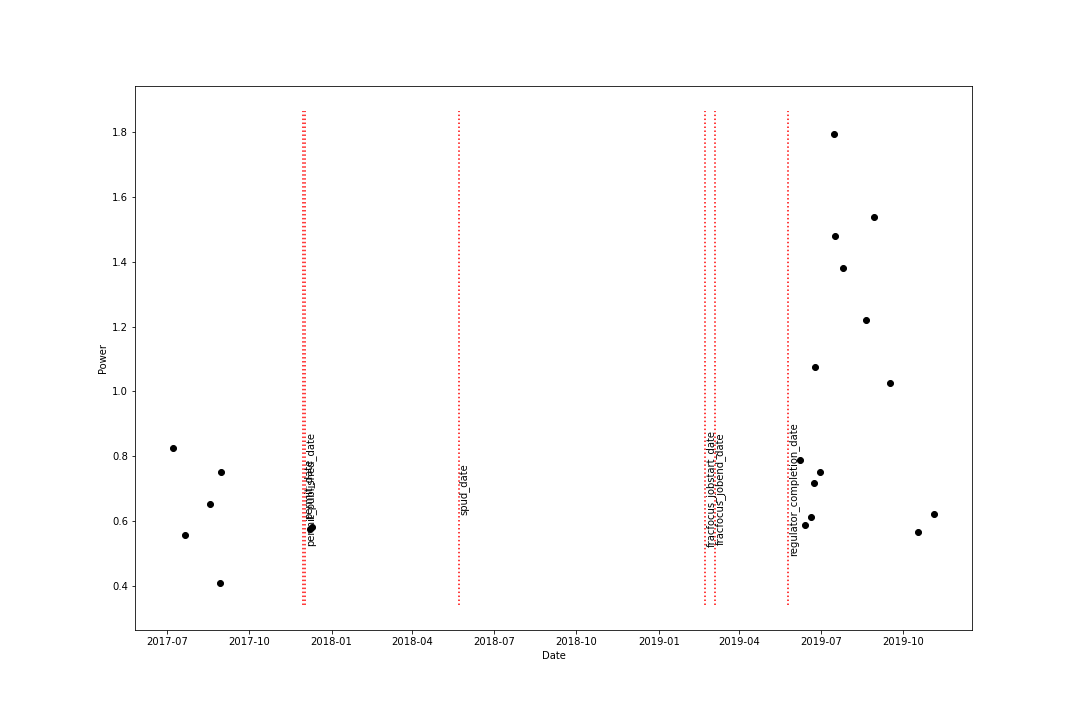 1.8
1.6
1.4
1.2
1.0
0.8
0.6
0.4
Power
permit_published_date
spud_date
fracfocus_jobstart_date
fracfocus_jobend_date
regulator_completion_date
2017-07
2017-10
2018-01
2018-04
2018-07
2018-10
2019-01
2019-04
2019-07
2019-10
Date